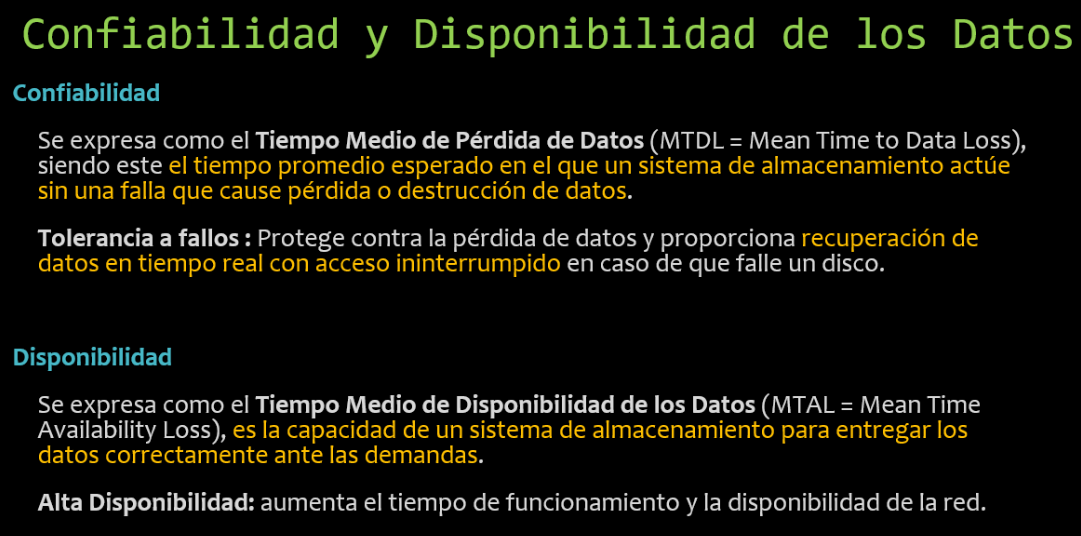 Confiabilidad y Disponibilidad de los Datos
Confiabilidad
Se expresa como el Tiempo Medio de Pérdida de Datos (MTDL = Mean Time to Data Loss),
siendo este el tiempo promedio esperado en el que un sistema de almacenamiento actúe
sin una falla que cause pérdida o destrucción de datos.
Tolerancia a fallos : Protege contra la pérdida de datos y proporciona recuperación de
datos en tiempo real con acceso ininterrumpido en caso de que falle un disco.
Disponibilidad
Se expresa como el Tiempo Medio de Disponibilidad de los Datos (MTAL = Mean Time
Availability Loss), es la capacidad de un sistema de almacenamiento para entregar los
datos correctamente ante las demandas.
Alta Disponibilidad: aumenta el tiempo de funcionamiento y la disponibilidad de la red.